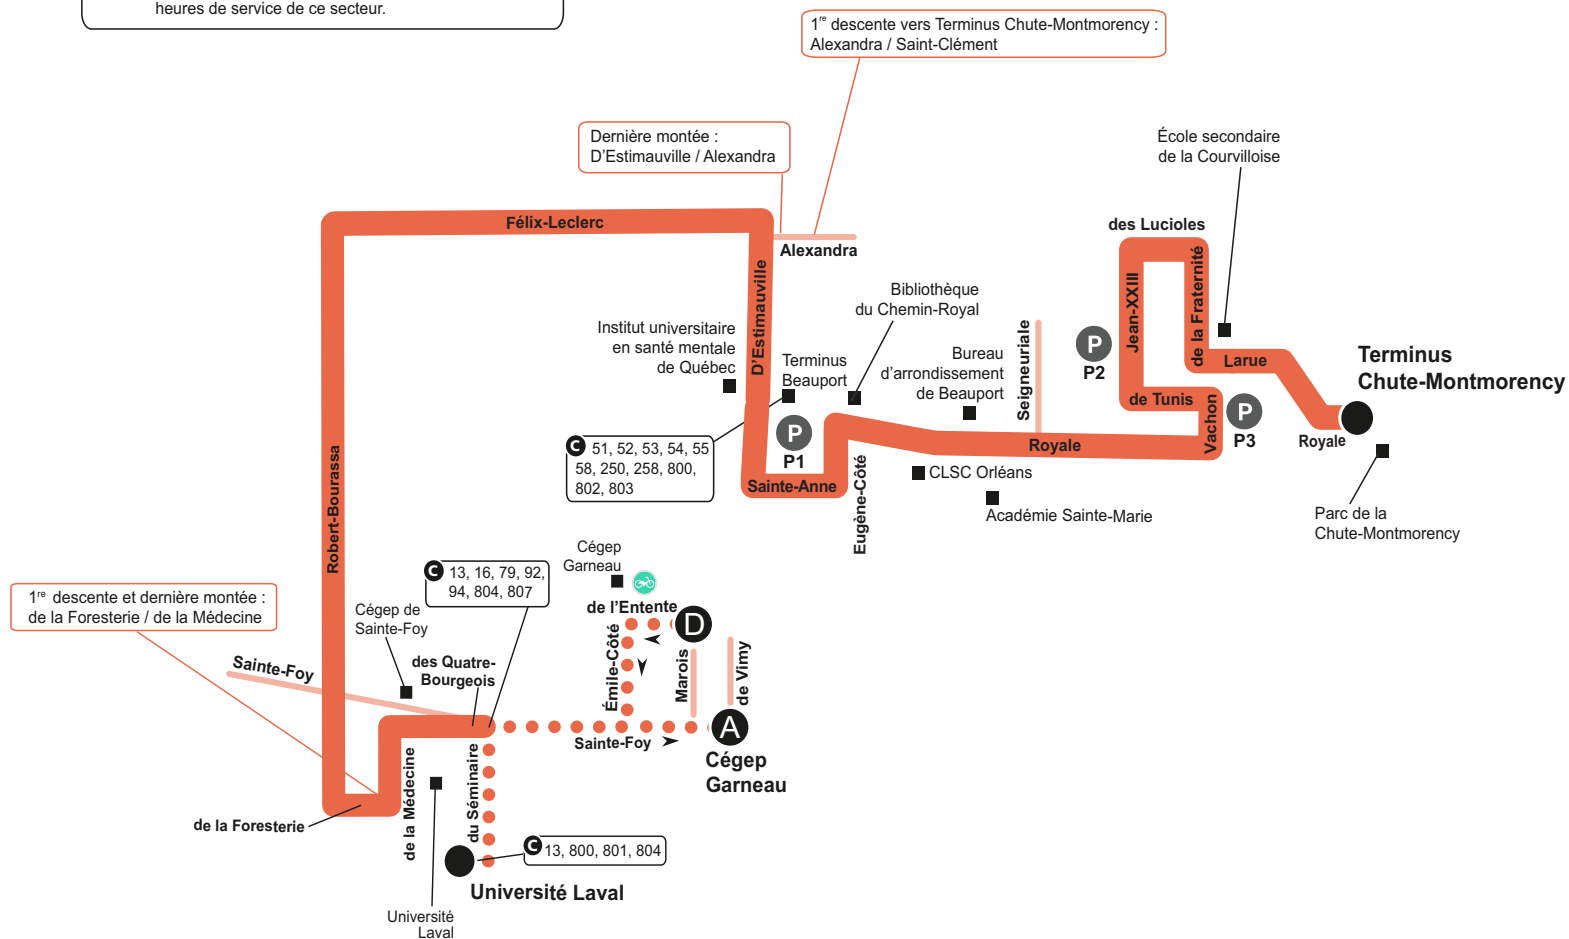 heures de service de ce secteur.
1re descente vers Terminus Chute-Montmorency :
Alexandra / Saint-Clément
Dernière montée :
D'Estimauville / Alexandra
École secondaire
de la Courvilloise
Félix-Leclerc
des Lucioles
Alexandra
D'Estimauville
Jean-XXIII
de la Fraternité
Bibliothèque
du Chemin-Royal
Institut universitaire
en santé mentale
de Québec
Terminus
Beauport
Bureau
d'arrondissement
de Beauport
Seigneuriale
P
P2
Larue
Terminus
Chute-Montmorency
de Tunis
P
P3
Vachon
Royale
Royale
C 51, 52, 53, 54, 55
58, 250, 258, 800,
802, 803
P
P1
Sainte-Anne
Eugène-Côté
CLSC Orléans
Académie Sainte-Marie
Parc de la
Chute-Montmorency
Robert-Bourassa
Cégep
Garneau
C 13, 16, 79, 92,
94, 804, 807
1re descente et dernière montée :
de la Foresterie / de la Médecine
Cégep de
Sainte-Foy
de l'Entente
D
Émile-Côté
Marois
de Vimy
Sainte-Foy
des Quatre-
Bourgeois
A
Sainte-Foy
Cégep
Garneau
de la Médecine
du Séminaire
de la Foresterie
C 13, 800, 801, 804
Université Laval
Université
Laval